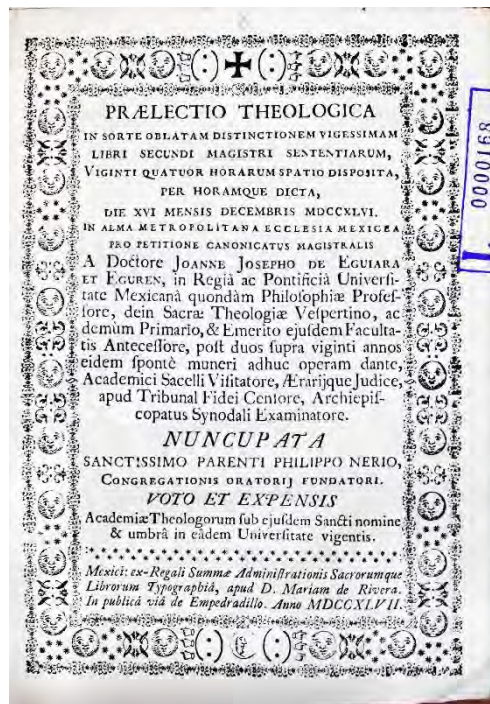 PRÆLECTIO THEOLOGICA
IN SORTE OBLATAM DISTINCTIONEM VIGESSIMAM
LIBRI SECUNDI MAGISTRI SENTENTIARUM,
VIGINTI QUATUOR HORARUM SPATIO DISPOSITA,
PER HORAMQUE DICTA,
DIE XVI MENSIS DECEMBRIS MDCCXLVI.
IN ALMA METROPOLITANA ECCLESIA MEXICEA
PRO PETITIONE CANONICATUS MAGISTRALIS
A Doctore JOANNE JOSEPHO DE EGUIARA
ET EGUREN, in Regiâ ac Pontificiâ Univerſi-
tate Mexicanâ quondàm Philoſophiæ Profeſ-
ſore, dein Sacræ Theologiæ Veſpertino, ac
demùm Primario, & Emerito ejuſdem Faculta-
tis Anteceſſore, poſt duos ſupra viginti annos
eidem ſpontè muneri adhuc operam dante,
Academici Sacelli Viſitatore, Ærarijque Judice,
apud Tribunal Fidei Cenſore, Archiepiſ-
copatus Synodali Examinatore.
NUNCUPATA
SANCTISSIMO PARENTI PHILIPPO NERIO,
CONGREGATIONIS ORATORIJ FUNDATORI.
VOTO ET EXPENSIS
Academiæ Theologorum ſub ejuſdem Sancti nomine
& umbrâ in eâdem Univerſitate vigentis.
Mexici: ex-Regali Summæ Adminiſtrationis Sacrorumque
Librorum Typographiâ, apud D. Mariam de Rivera.
In publicâ viâ de Empedradillo. Anno MDCCXLVII.
0000168